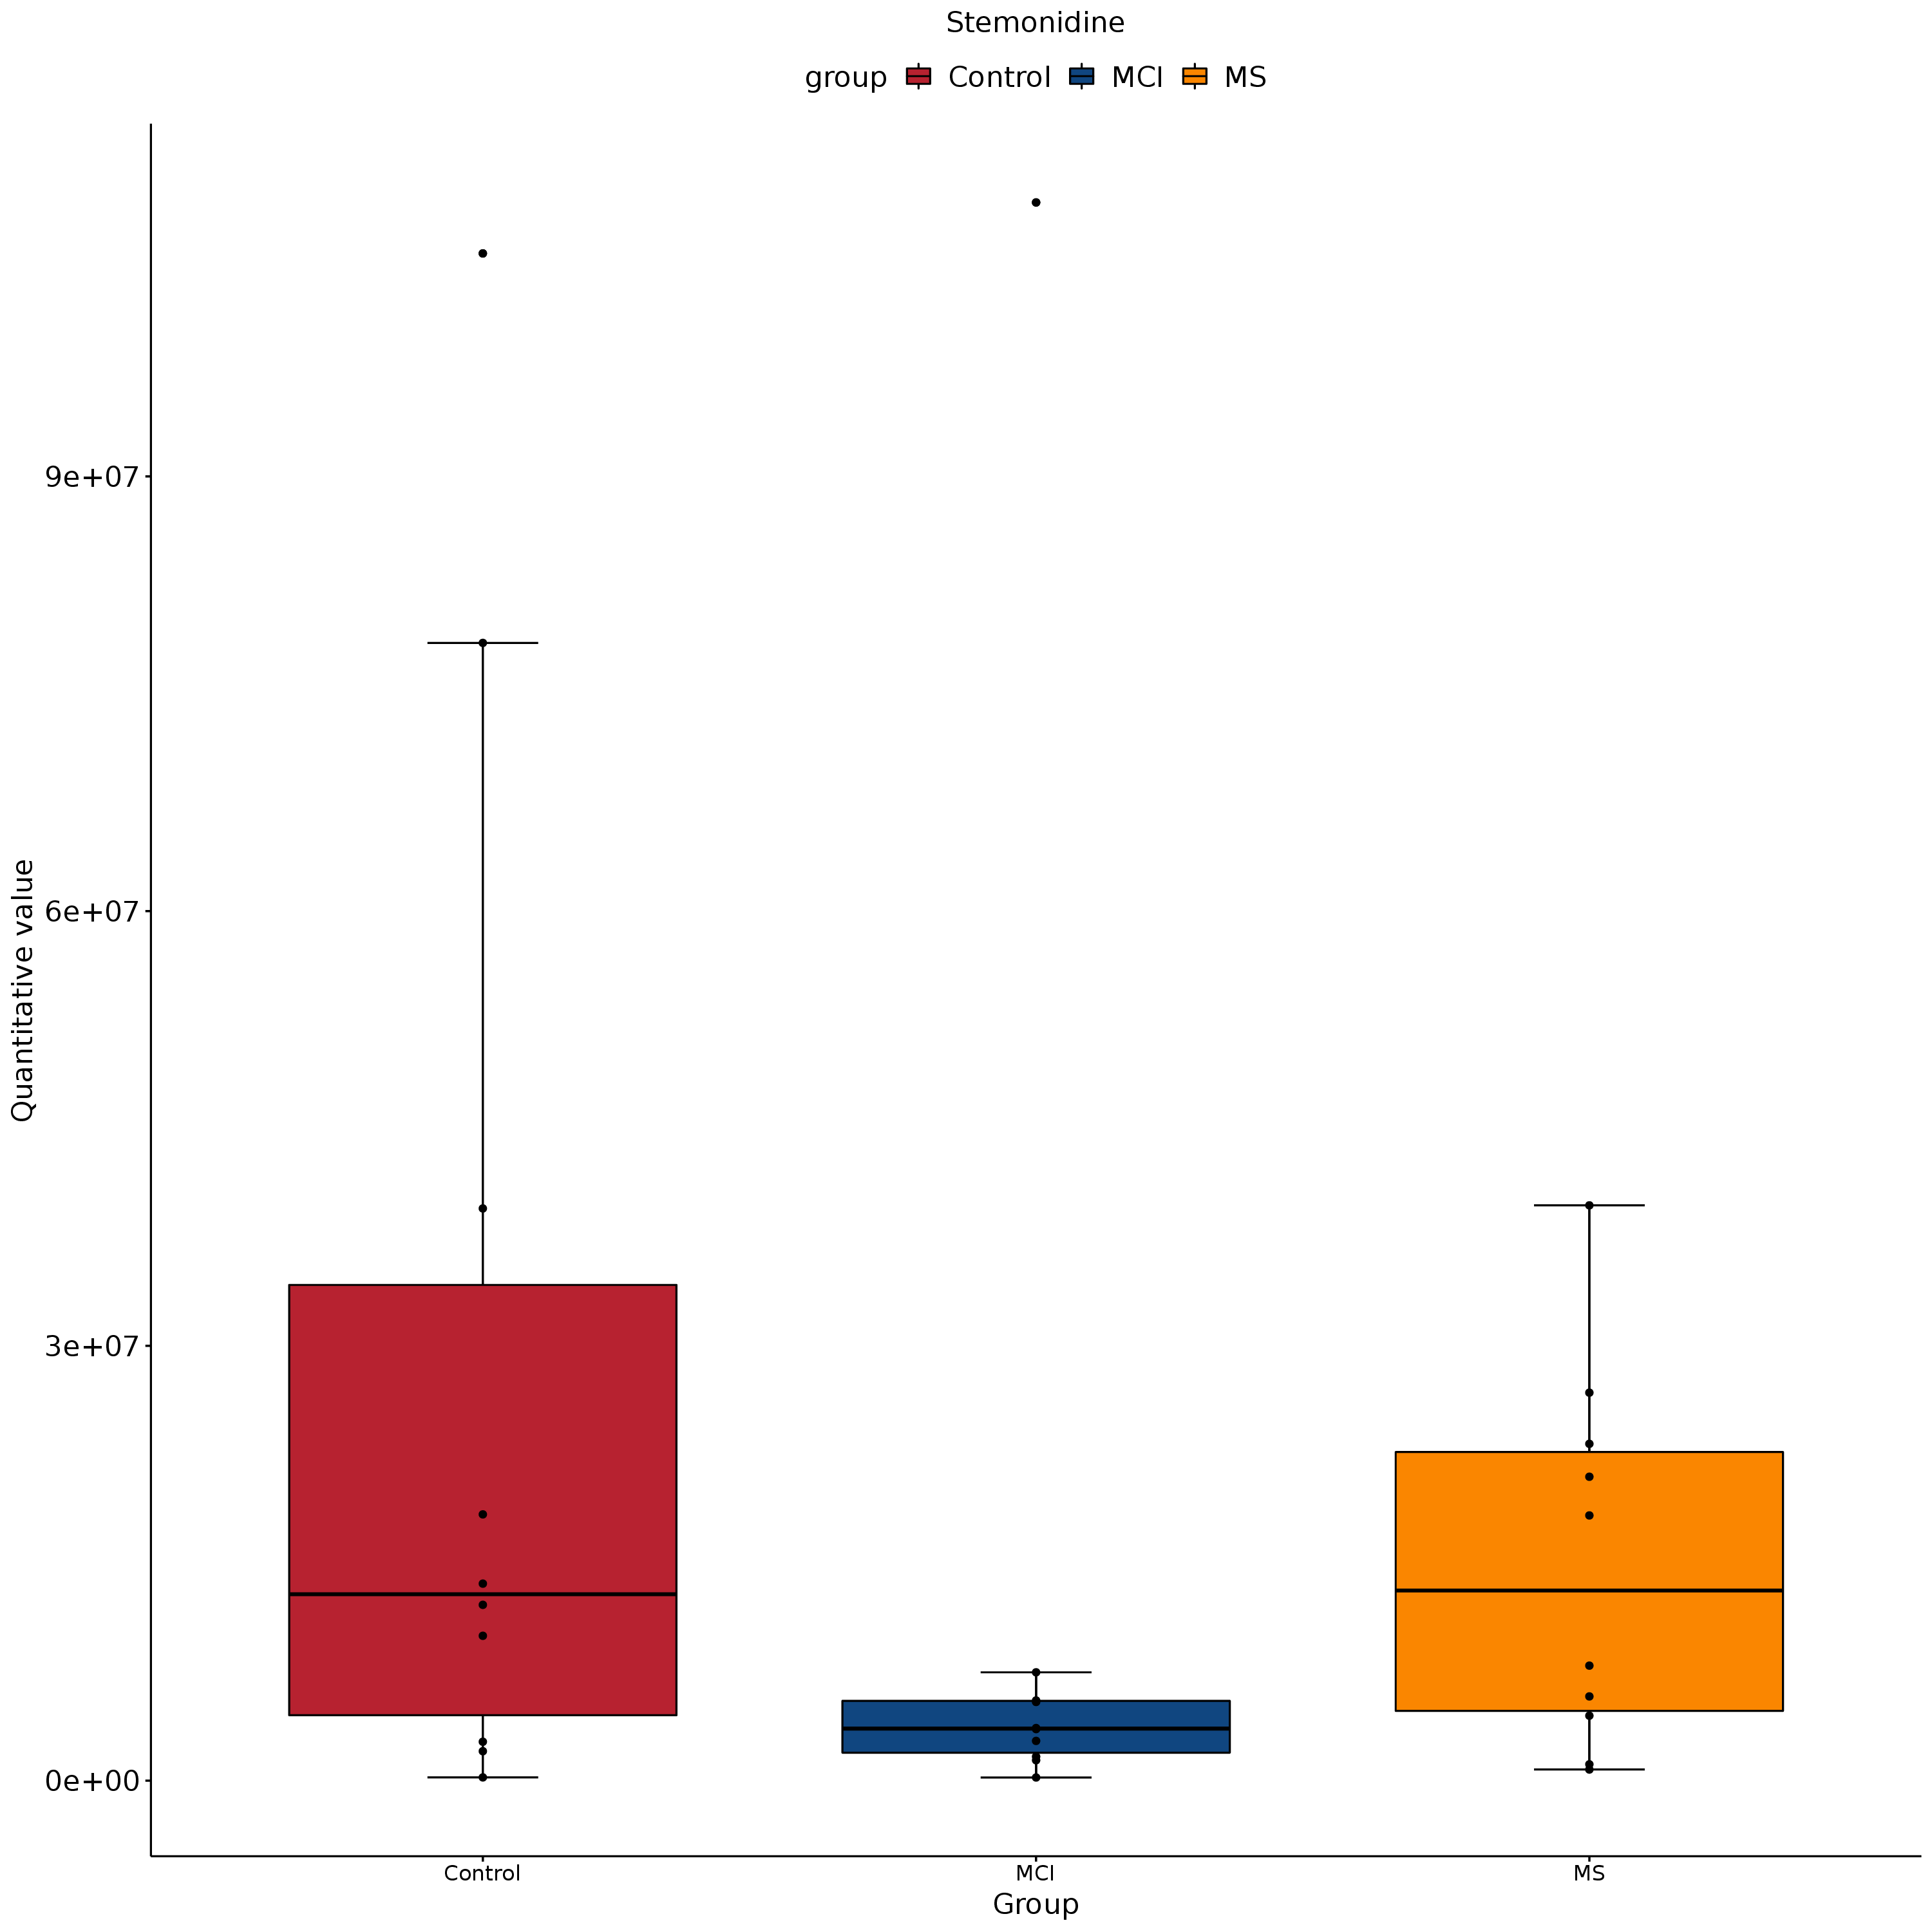 Stemonidine
group Control MCI MS
9e+07
6e+07
3e+07
0e+00
Quantitative value
Control MCI MS
Group